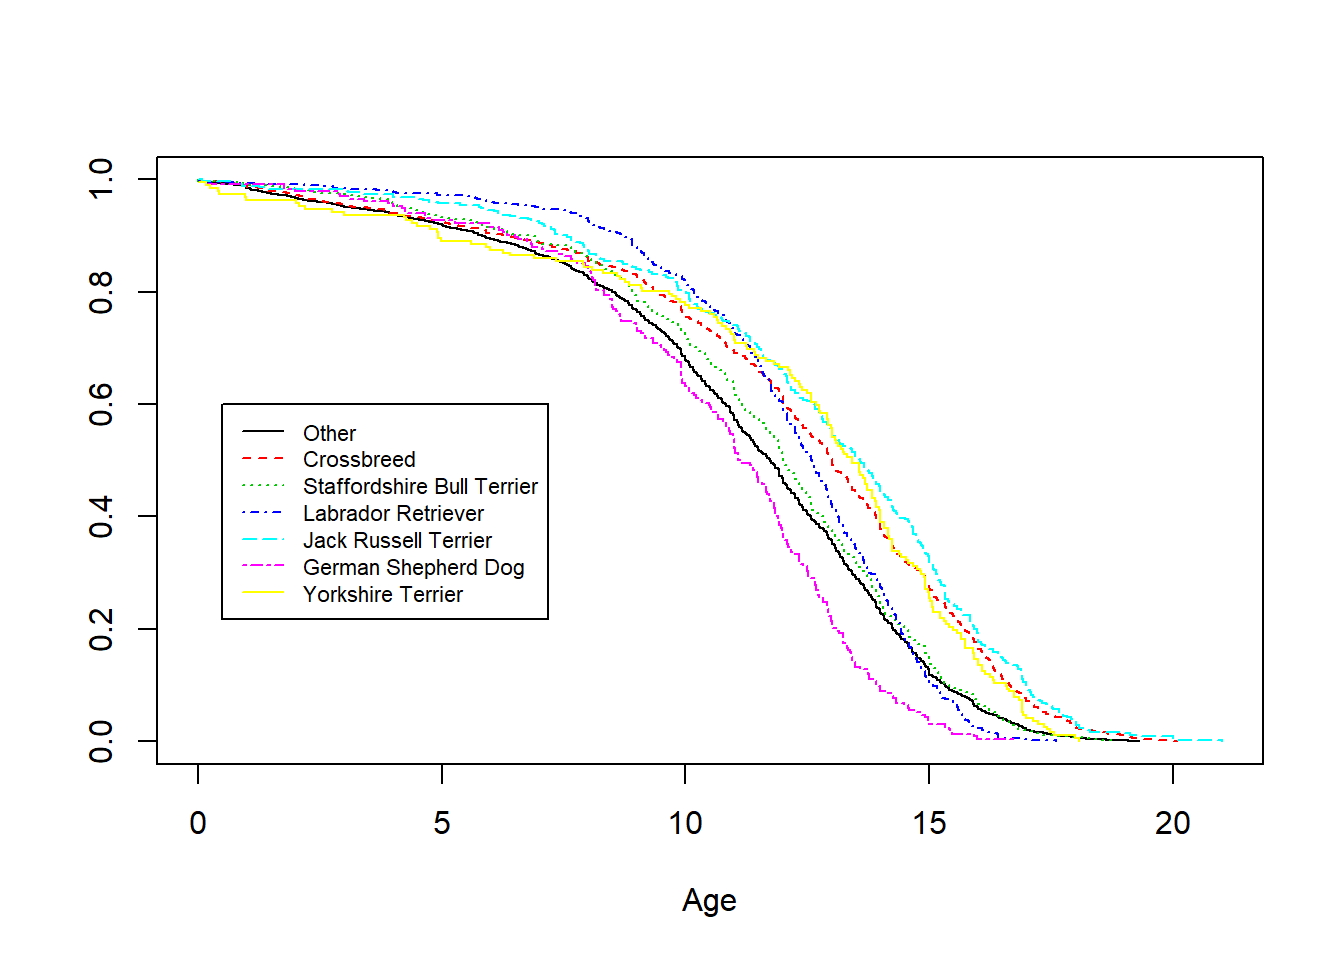 1.0
0.8
0.6
0.4
0.2
0.0
Other
Crossbreed
Staffordshire Bull Terrier
Labrador Retriever
Jack Russell Terrier
German Shepherd Dog
Yorkshire Terrier
0 5 10 15 20
Age